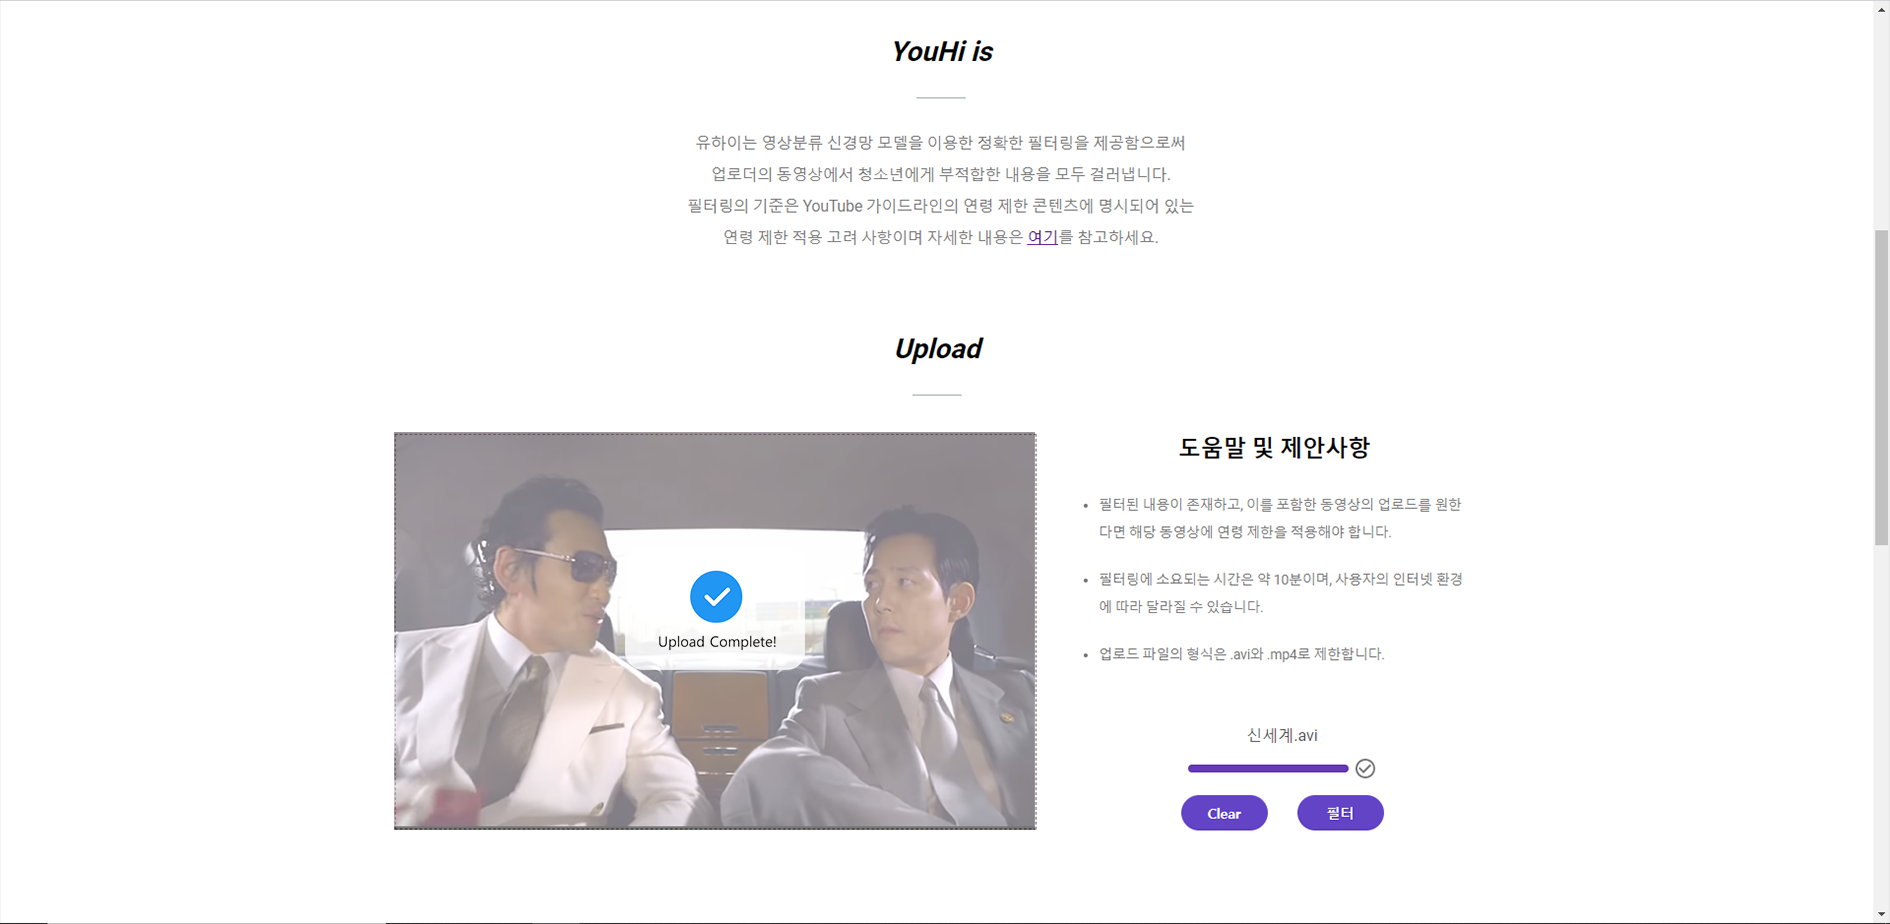 YouHi is
유하이는 영상분류 신경망 모델을 이용한 정확한 필터링을 제공함으로써
업로더의 동영상에서 청소년에게 부적합한 내용을 모두 걸러냅니다.
필터링의 기준은 YouTube 가이드라인의 연령 제한 콘텐츠에 명시되어 있는
연령 제한 적용 고려 사항이며 자세한 내용은 여기를 참고하세요.
Upload
Upload Complete!
도움말 및 제안사항
• 필터된 내용이 존재하고, 이를 포함한 동영상의 업로드를 원한
다면 해당 동영상에 연령 제한을 적용해야 합니다.
• 필터링에 소요되는 시간은 약 10분이며, 사용자의 인터넷 환경
에 따라 달라질 수 있습니다.
• 업로드 파일의 형식은 .avi와 .mp4로 제한합니다.
신세계.avi
Clear
필터